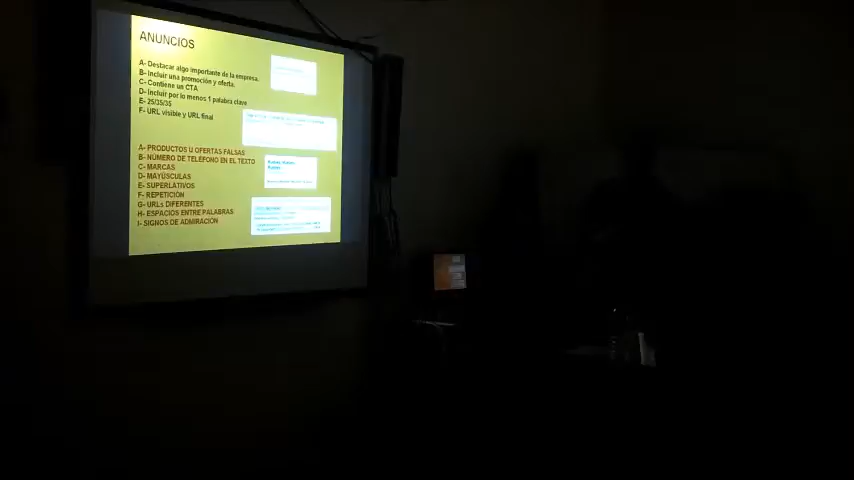 ANUNCIOS
A- Destacar algo importante de la empresa.
B- Incluir una promoción y oferta.
C- Contiene un CTA
D- Incluir por lo menos 1 palabra clave
E- 25/35/35
F- URL visible y URL final
A- PRODUCTOS U OFERTAS FALSAS
B- NÚMERO DE TELÉFONO EN EL TEXTO
C- MARCAS
D- MAYÚSCULAS
E- SUPERLATIVOS
F- REPETICIÓN
G- URLs DIFERENTES
H- ESPACIOS ENTRE PALABRAS
I- SIGNOS DE ADMIRACIÓN